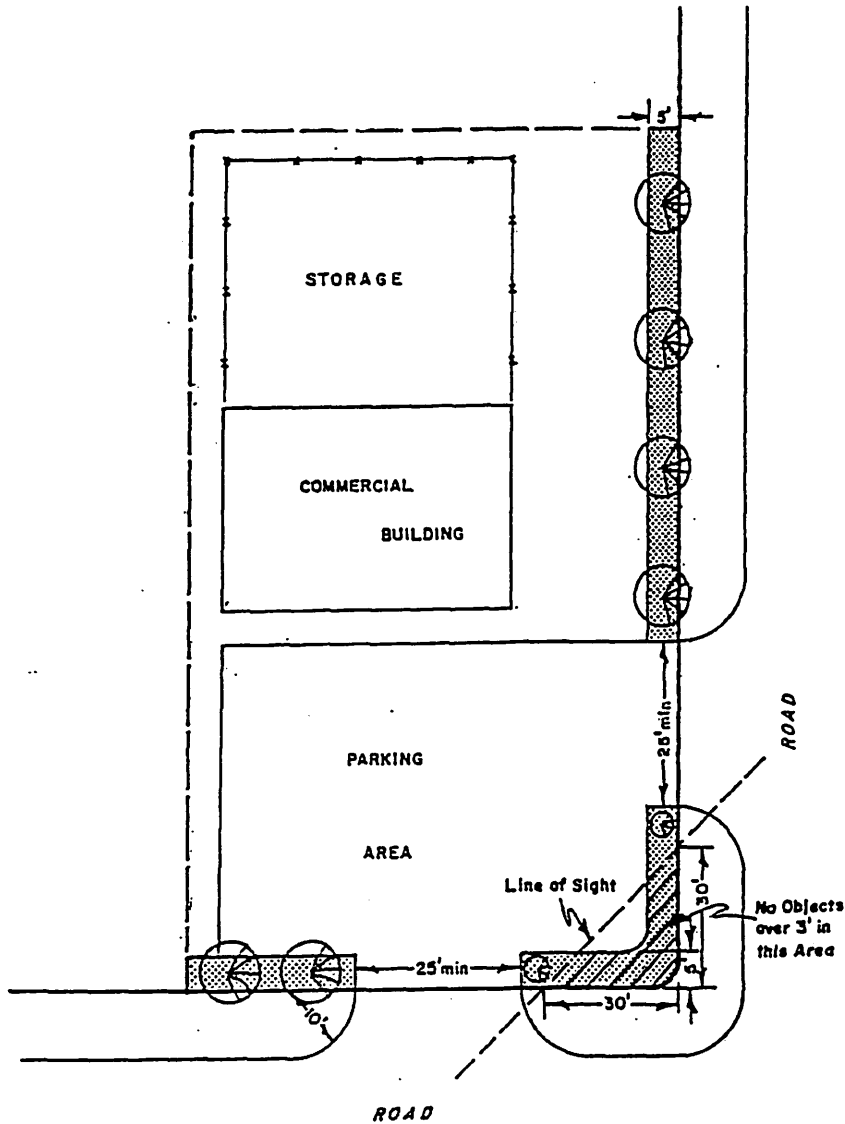 5'
STORAGE
COMMERCIAL
BUILDING
25'min
ROAD
PARKING
AREA
Line of Sight
30'
No Objects
over 3' in
this Area
25'min
5'
30'
10'
ROAD